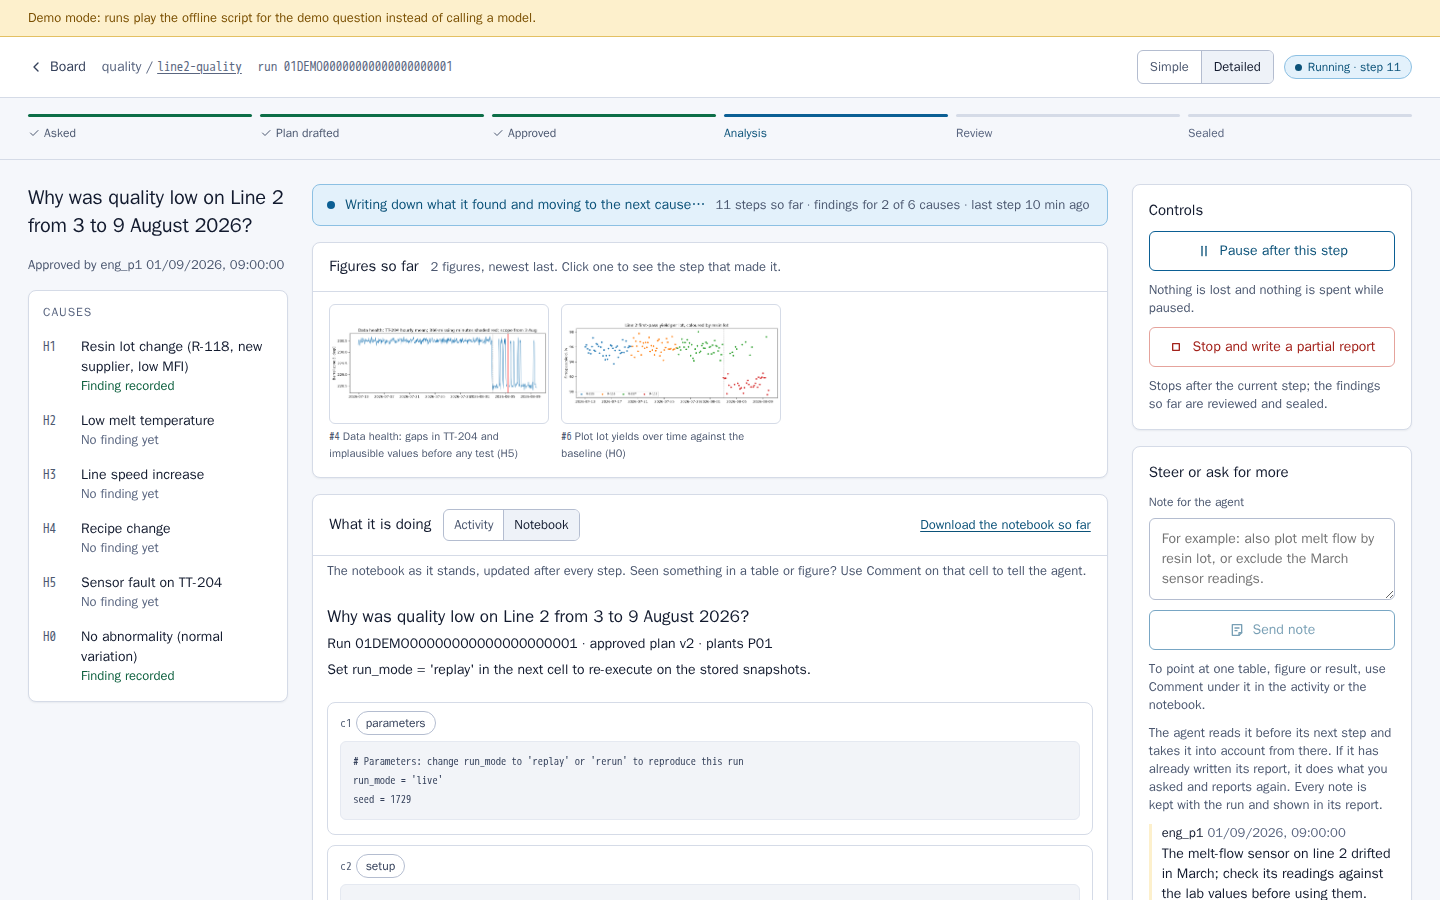 Demo mode: runs play the offline script for the demo question instead of calling a model.
Board quality / line2-quality run 01DEMO00000000000000000001
Simple Detailed Running · step 11
Asked Plan drafted Approved Analysis Review Sealed
Why was quality low on Line 2
from 3 to 9 August 2026?
Approved by eng_p1 01/09/2026, 09:00:00
CAUSES
H1 Resin lot change (R-118, new
supplier, low MFI)
Finding recorded
H2 Low melt temperature
No finding yet
H3 Line speed increase
No finding yet
H4 Recipe change
No finding yet
H5 Sensor fault on TT-204
No finding yet
H0 No abnormality (normal
variation)
Finding recorded
Writing down what it found and moving to the next cause··· 11 steps so far · findings for 2 of 6 causes · last step 10 min ago
Figures so far 2 figures, newest last. Click one to see the step that made it.
Line 2 first-pass yield per lot, coloured by resin lot
#4 Data health: gaps in TT-204 and
implausible values before any test (H5)
#6 Plot lot yields over time against the
baseline (H0)
What it is doing Activity Notebook Download the notebook so far
The notebook as it stands, updated after every step. Seen something in a table or figure? Use Comment on that cell to tell the agent.
Why was quality low on Line 2 from 3 to 9 August 2026?
Run 01DEMO00000000000000000001 · approved plan v2 · plants P01
Set run_mode = 'replay' in the next cell to re-execute on the stored snapshots.
c1 parameters
# Parameters: change run_mode to 'replay' or 'rerun' to reproduce this run
run_mode = 'live'
seed = 1729
c2 setup
Controls
Pause after this step
Nothing is lost and nothing is spent while
paused.
Stop and write a partial report
Stops after the current step; the findings
so far are reviewed and sealed.
Steer or ask for more
Note for the agent
For example: also plot melt flow by
resin lot, or exclude the March
sensor readings.
Send note
To point at one table, figure or result, use
Comment under it in the activity or the
notebook.
The agent reads it before its next step and
takes it into account from there. If it has
already written its report, it does what you
asked and reports again. Every note is
kept with the run and shown in its report.
eng_p1 01/09/2026, 09:00:00
The melt-flow sensor on line 2 drifted
in March; check its readings against
the lab values before using them.